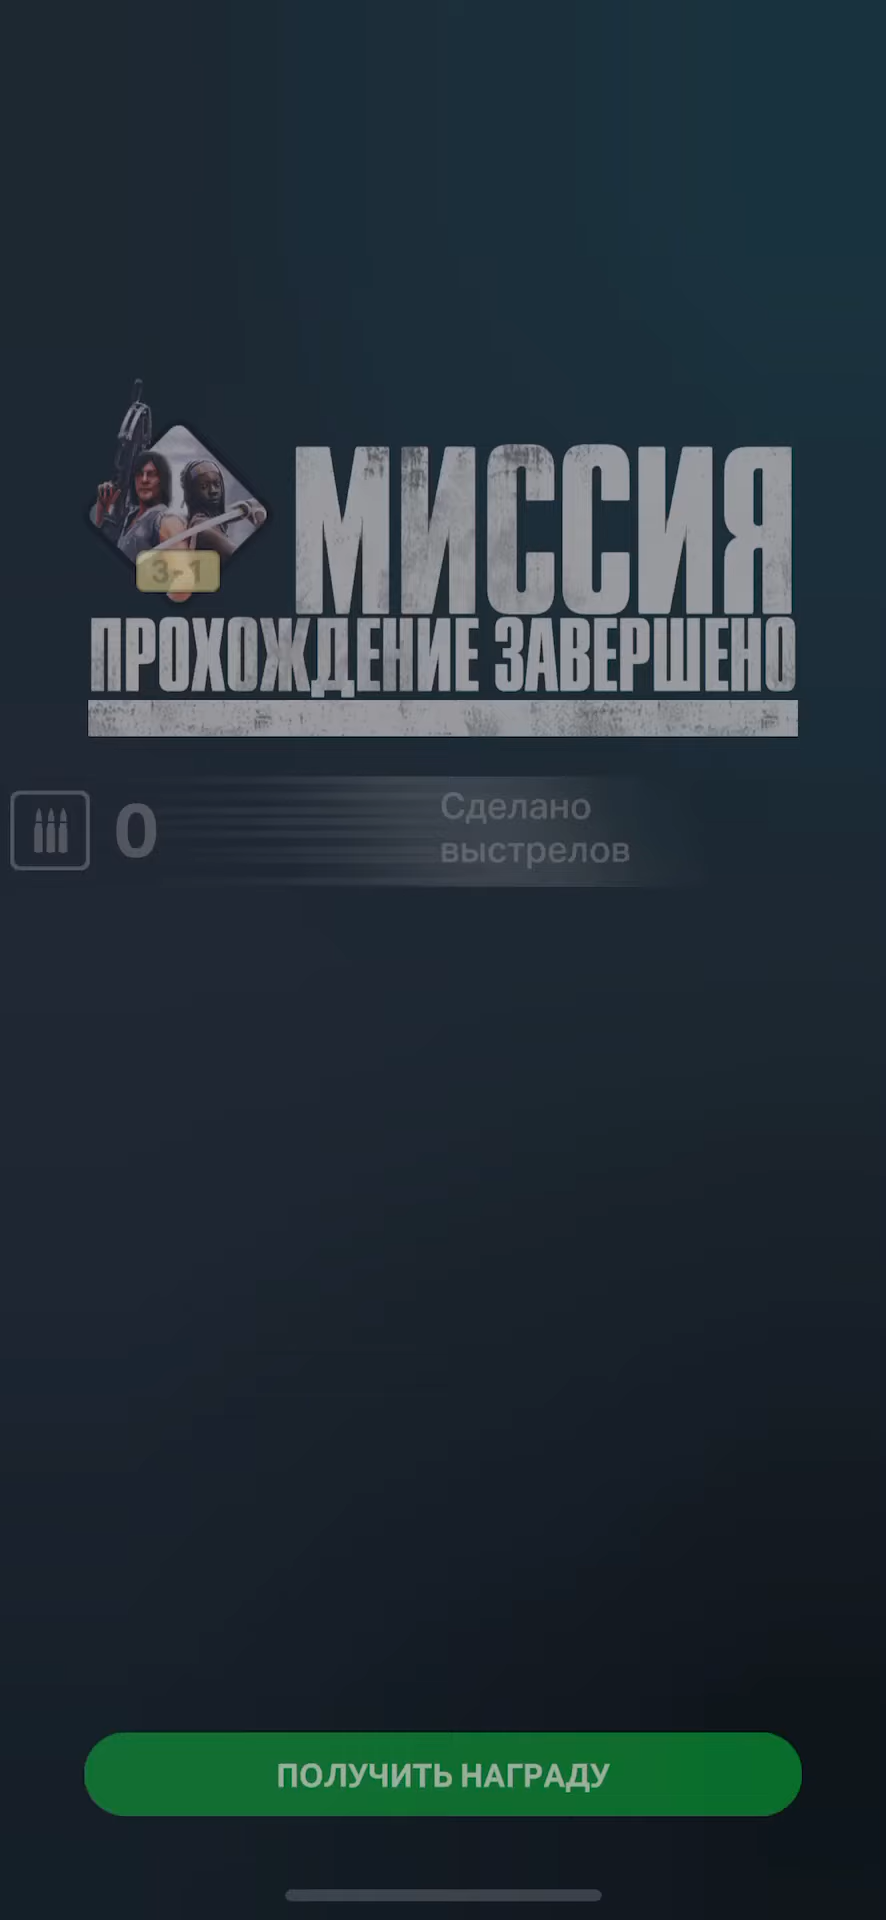 МИССИЯ
3-1
ПРОХОЖДЕНИЕ ЗАВЕРШЕНО
0
Сделано
выстрелов
ПОЛУЧИТЬ НАГРАДУ